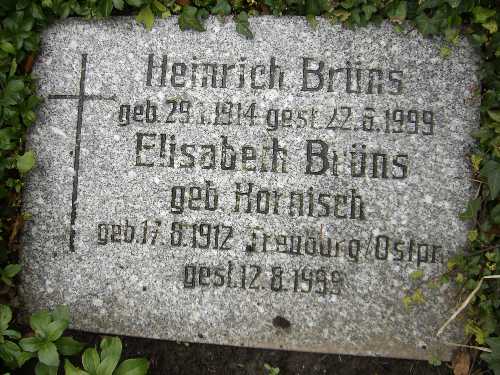 Heinrich Brüns
geb. 29.1.1914 gest. 22.6.1999
Elisabeth Brüns
geb. Hornisch
geb. 17.8.1912 Freyburg/Ostpr.
gest. 12.8.1999